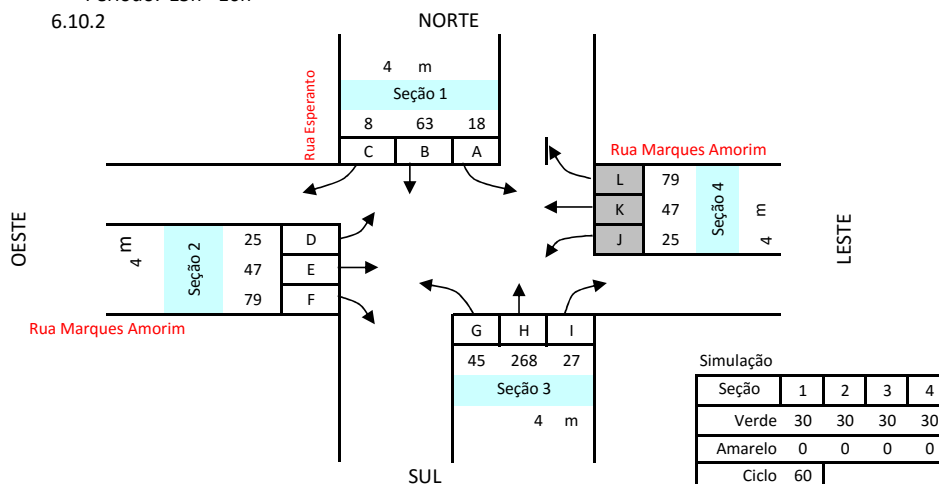 Período: 15h - 16h
6.10.2
NORTE
4 m
Seção 1
Rua Esperanto
8 63 18
C B A
Rua Marques Amorim
L 79
K 47
J 25
Seção 4
4 m
LESTE
OESTE
4 m
Seção 2
25 D
47 E
79 F
Rua Marques Amorim
G H I
45 268 27
Seção 3
4 m
SUL
Simulação
Seção 1 2 3 4
Verde 30 30 30 30
Amarelo 0 0 0 0
Ciclo 60